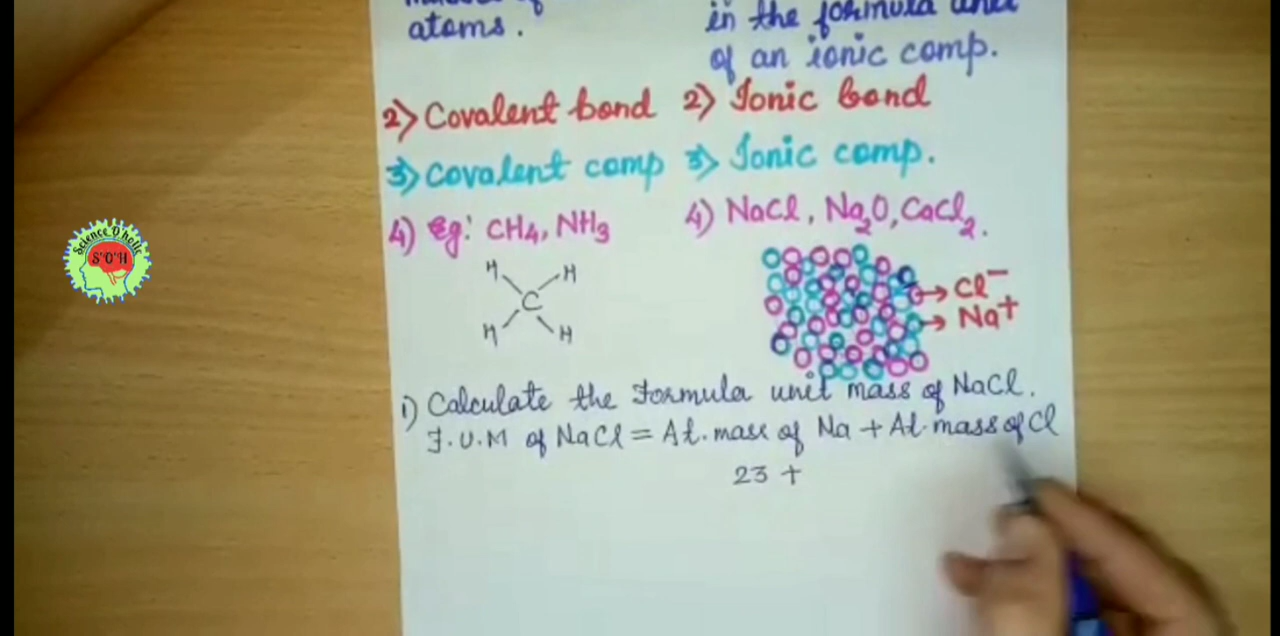 atoms.
in the formula unit
of an ionic comp.
2) Covalent bond
2) Ionic bond
3) Covalent comp
3) Ionic comp.
4) Eg: CH4, NH3
4) NaCl, Na2O, CaCl2.
H H
C
H H
Cl−
Na+
Science O'holic
S'O'H
1) Calculate the Formula unit mass of NaCl.
F.U.M of NaCl = At. mass of Na + At. mass of Cl
23 +